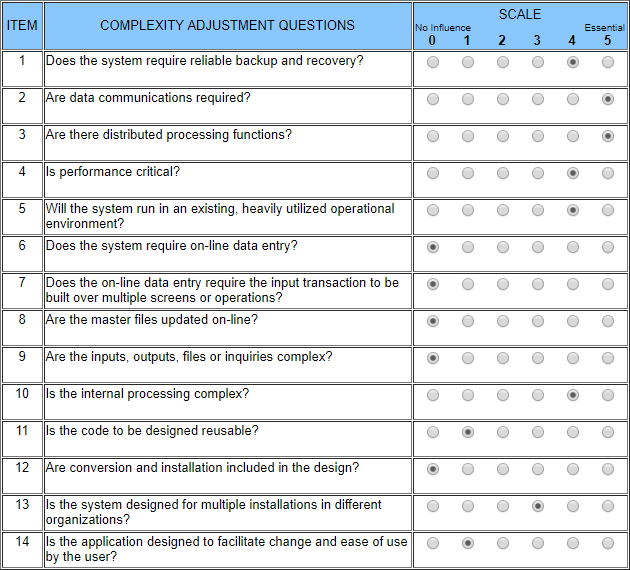 ITEM COMPLEXITY ADJUSTMENT QUESTIONS SCALE
No Influence Essential
0 1 2 3 4 5
1 Does the system require reliable backup and recovery?
2 Are data communications required?
3 Are there distributed processing functions?
4 Is performance critical?
5 Will the system run in an existing, heavily utilized operational
environment?
6 Does the system require on-line data entry?
7 Does the on-line data entry require the input transaction to be
built over multiple screens or operations?
8 Are the master files updated on-line?
9 Are the inputs, outputs, files or inquiries complex?
10 Is the internal processing complex?
11 Is the code to be designed reusable?
12 Are conversion and installation included in the design?
13 Is the system designed for multiple installations in different
organizations?
14 Is the application designed to facilitate change and ease of use
by the user?